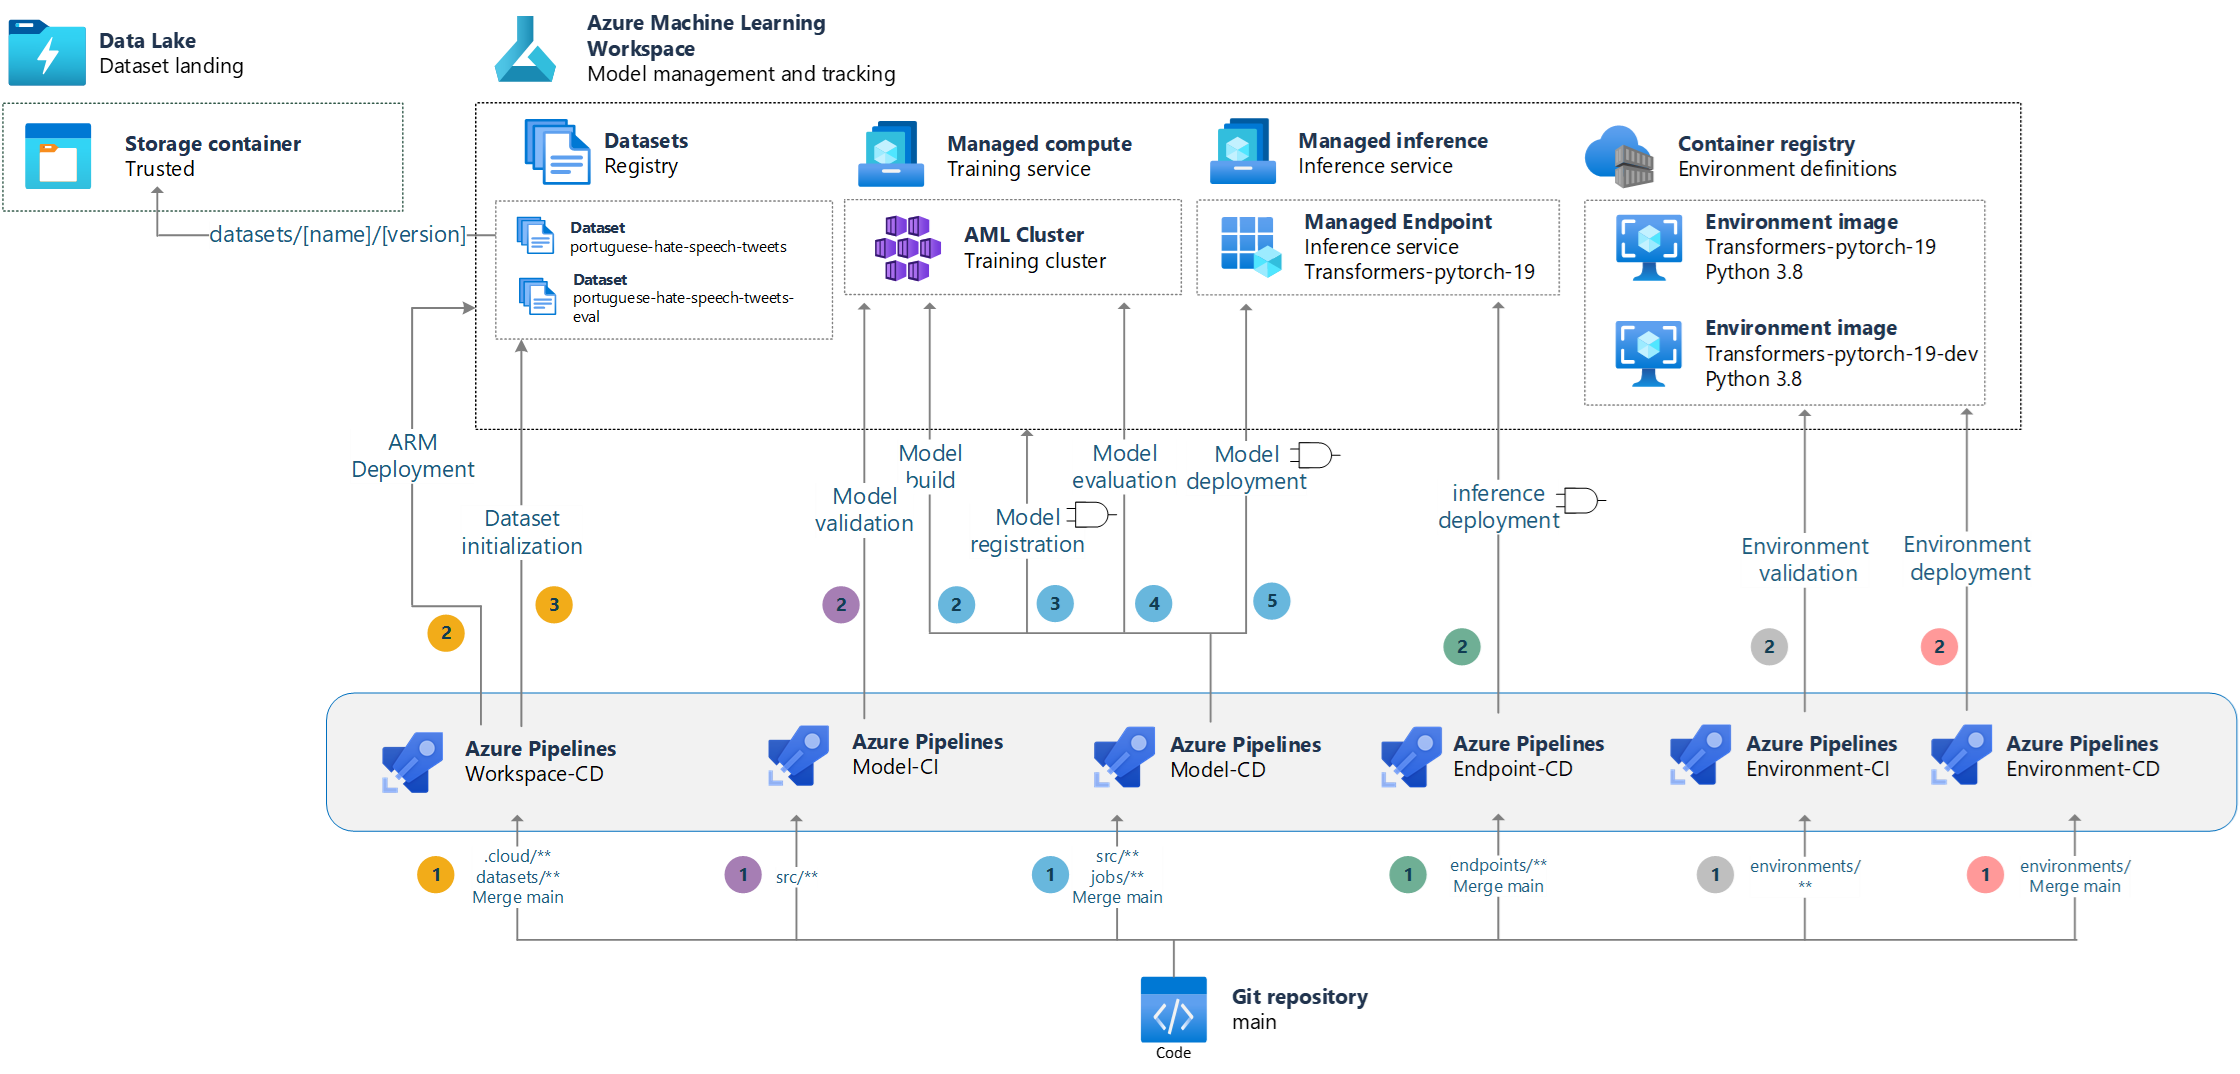 Data Lake
Dataset landing
Azure Machine Learning
Workspace
Model management and tracking
Storage container
Trusted
Datasets
Registry
Managed compute
Training service
Managed inference
Inference service
Container registry
Environment definitions
datasets/[name]/[version]
Dataset
portuguese-hate-speech-tweets
Dataset
portuguese-hate-speech-tweets-
eval
AML Cluster
Training cluster
Managed Endpoint
Inference service
Transformers-pytorch-19
Environment image
Transformers-pytorch-19
Python 3.8
Environment image
Transformers-pytorch-19-dev
Python 3.8
ARM
Deployment
Dataset
initialization
Model
validation
Model
build
Model
registration
Model
evaluation
Model
deployment
inference
deployment
Environment
validation
Environment
deployment
2
3
2
2
3
4
5
2
2
2
Azure Pipelines
Workspace-CD
Azure Pipelines
Model-CI
Azure Pipelines
Model-CD
Azure Pipelines
Endpoint-CD
Azure Pipelines
Environment-CI
Azure Pipelines
Environment-CD
1
.cloud/**
datasets/**
Merge main
1
src/**
1
src/**
jobs/**
Merge main
1
endpoints/**
Merge main
1
environments/
**
1
environments/
Merge main
Git repository
main
Code